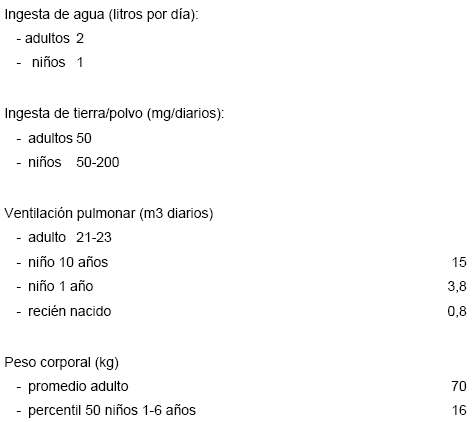 Ingesta de agua (litros por día):
- adultos 2
- niños 1
Ingesta de tierra/polvo (mg/diarios):
- adultos 50
- niños 50-200
Ventilación pulmonar (m3 diarios)
- adulto 21-23
- niño 10 años 15
- niño 1 año 3,8
- recién nacido 0,8
Peso corporal (kg)
- promedio adulto 70
- percentil 50 niños 1-6 años 16